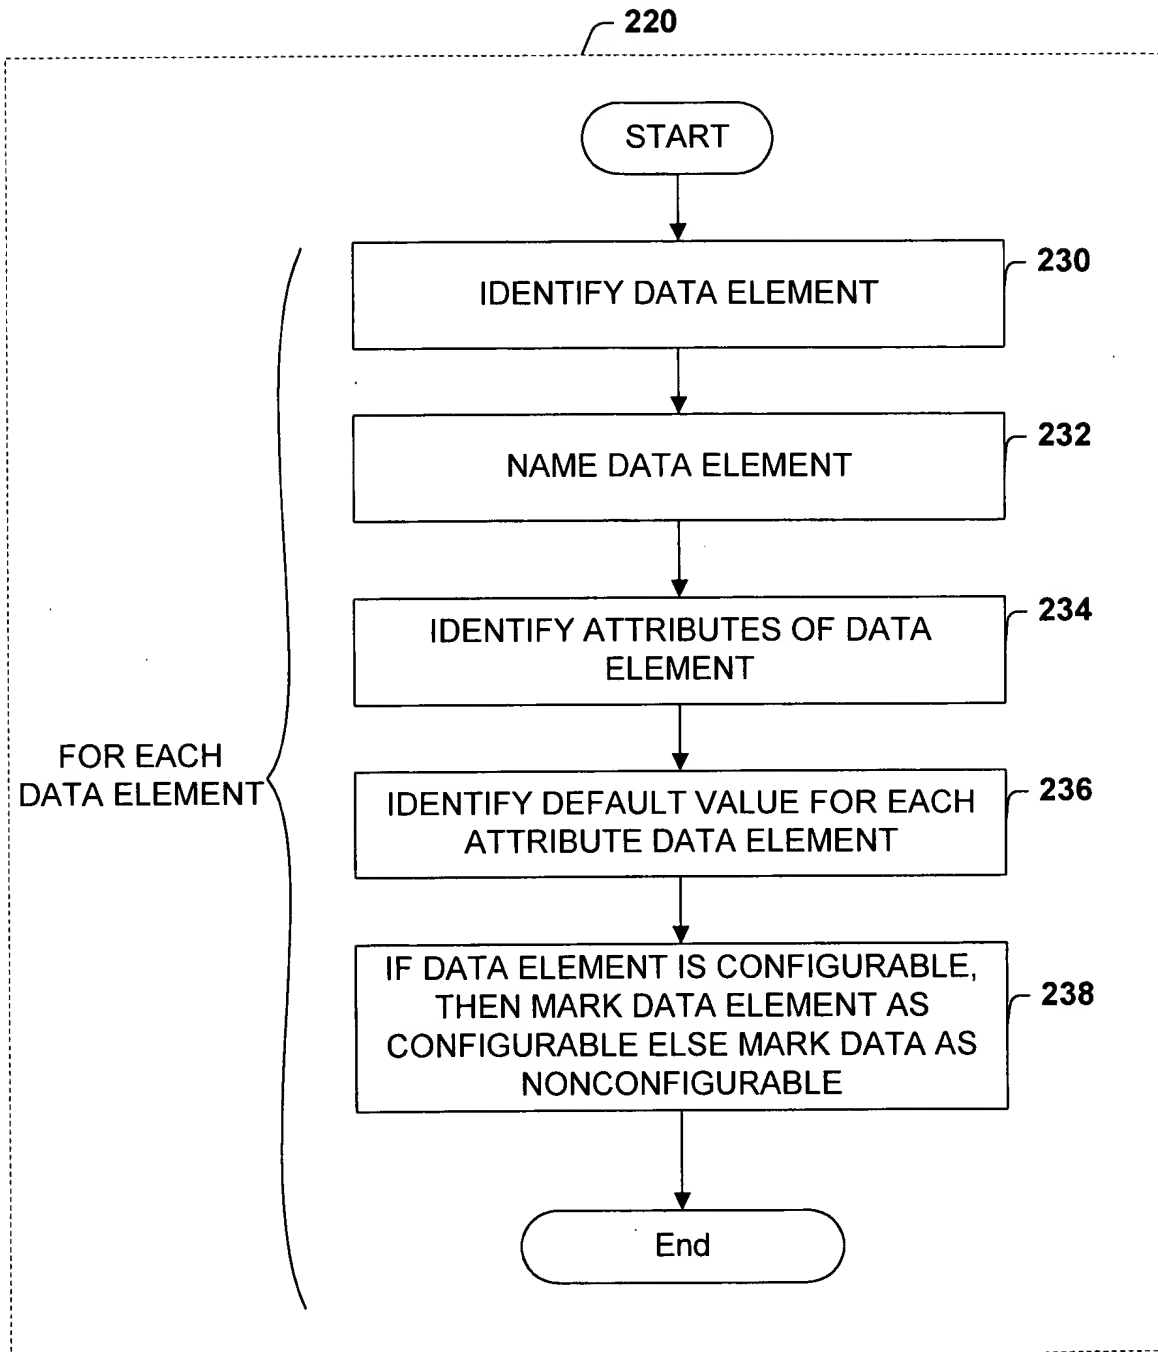 220
START
230
IDENTIFY DATA ELEMENT
232
NAME DATA ELEMENT
234
IDENTIFY ATTRIBUTES OF DATA
ELEMENT
FOR EACH
DATA ELEMENT
236
IDENTIFY DEFAULT VALUE FOR EACH
ATTRIBUTE DATA ELEMENT
238
IF DATA ELEMENT IS CONFIGURABLE,
THEN MARK DATA ELEMENT AS
CONFIGURABLE ELSE MARK DATA AS
NONCONFIGURABLE
End